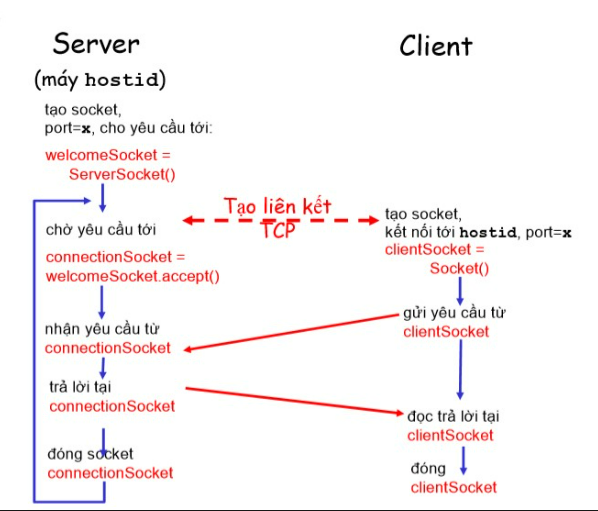 Server
(máy hostid)
tạo socket,
port=x, cho yêu cầu tới:
welcomeSocket =
ServerSocket()
chờ yêu cầu tới
connectionSocket =
welcomeSocket.accept()
nhận yêu cầu từ
connectionSocket
trả lời tại
connectionSocket
đóng socket
connectionSocket
Tạo liên kết
TCP
Client
tạo socket,
kết nối tới hostid, port=x
clientSocket =
Socket()
gửi yêu cầu từ
clientSocket
đọc trả lời tại
clientSocket
đóng
clientSocket